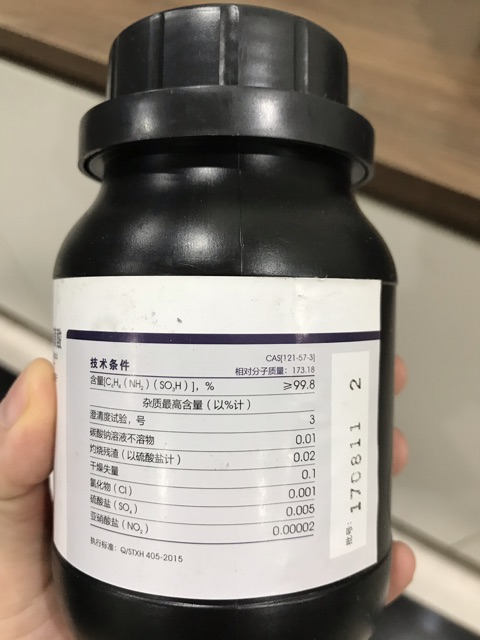 技术条件
CAS[121-57-3]
相对分子质量：173.18
含量[C₆H₄（NH₂）（SO₃H）]，% ≥99.8
杂质最高含量（以%计）
澄清度试验，号 3
碳酸钠溶液不溶物 0.01
灼烧残渣（以硫酸盐计） 0.02
干燥失量 0.1
氯化物（Cl） 0.001
硫酸盐（SO₄） 0.005
亚硝酸盐（NO₂） 0.00002
执行标准：Q/STXH 405-2015
批号：170811 2